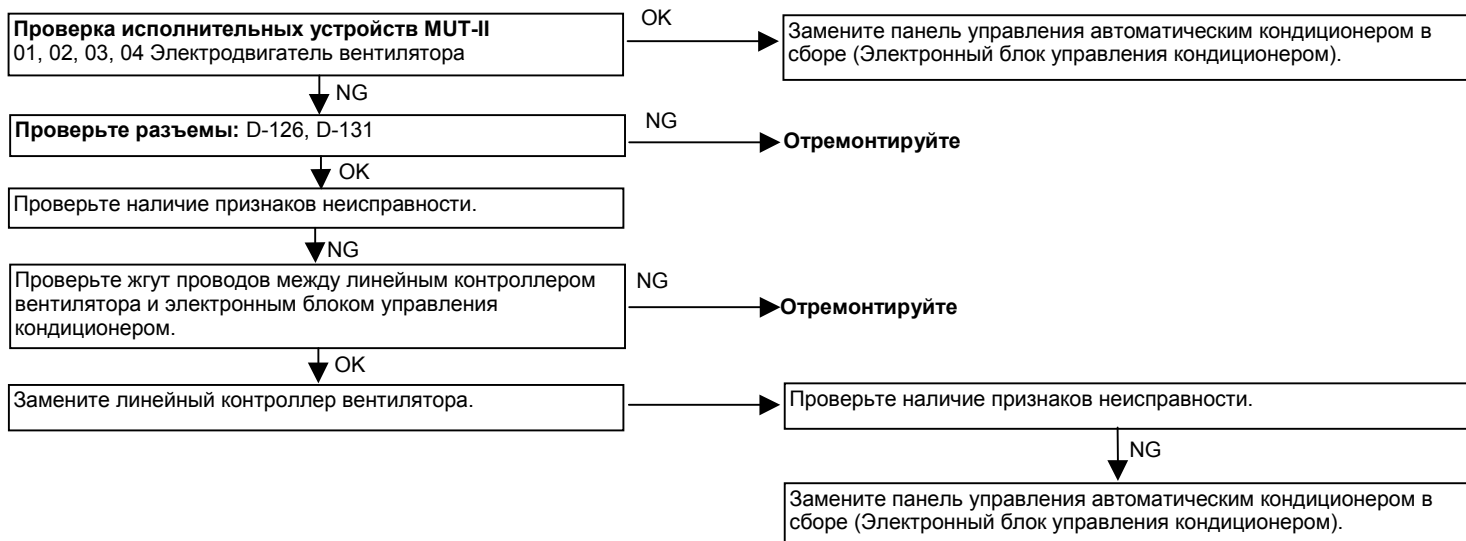 Проверка исполнительных устройств MUT-II
01, 02, 03, 04 Электродвигатель вентилятора
OK
Замените панель управления автоматическим кондиционером в
сборе (Электронный блок управления кондиционером).
NG
Проверьте разъемы: D-126, D-131
NG
Отремонтируйте
OK
Проверьте наличие признаков неисправности.
NG
Проверьте жгут проводов между линейным контроллером
вентилятора и электронным блоком управления
кондиционером.
NG
Отремонтируйте
OK
Замените линейный контроллер вентилятора.
Проверьте наличие признаков неисправности.
NG
Замените панель управления автоматическим кондиционером в
сборе (Электронный блок управления кондиционером).